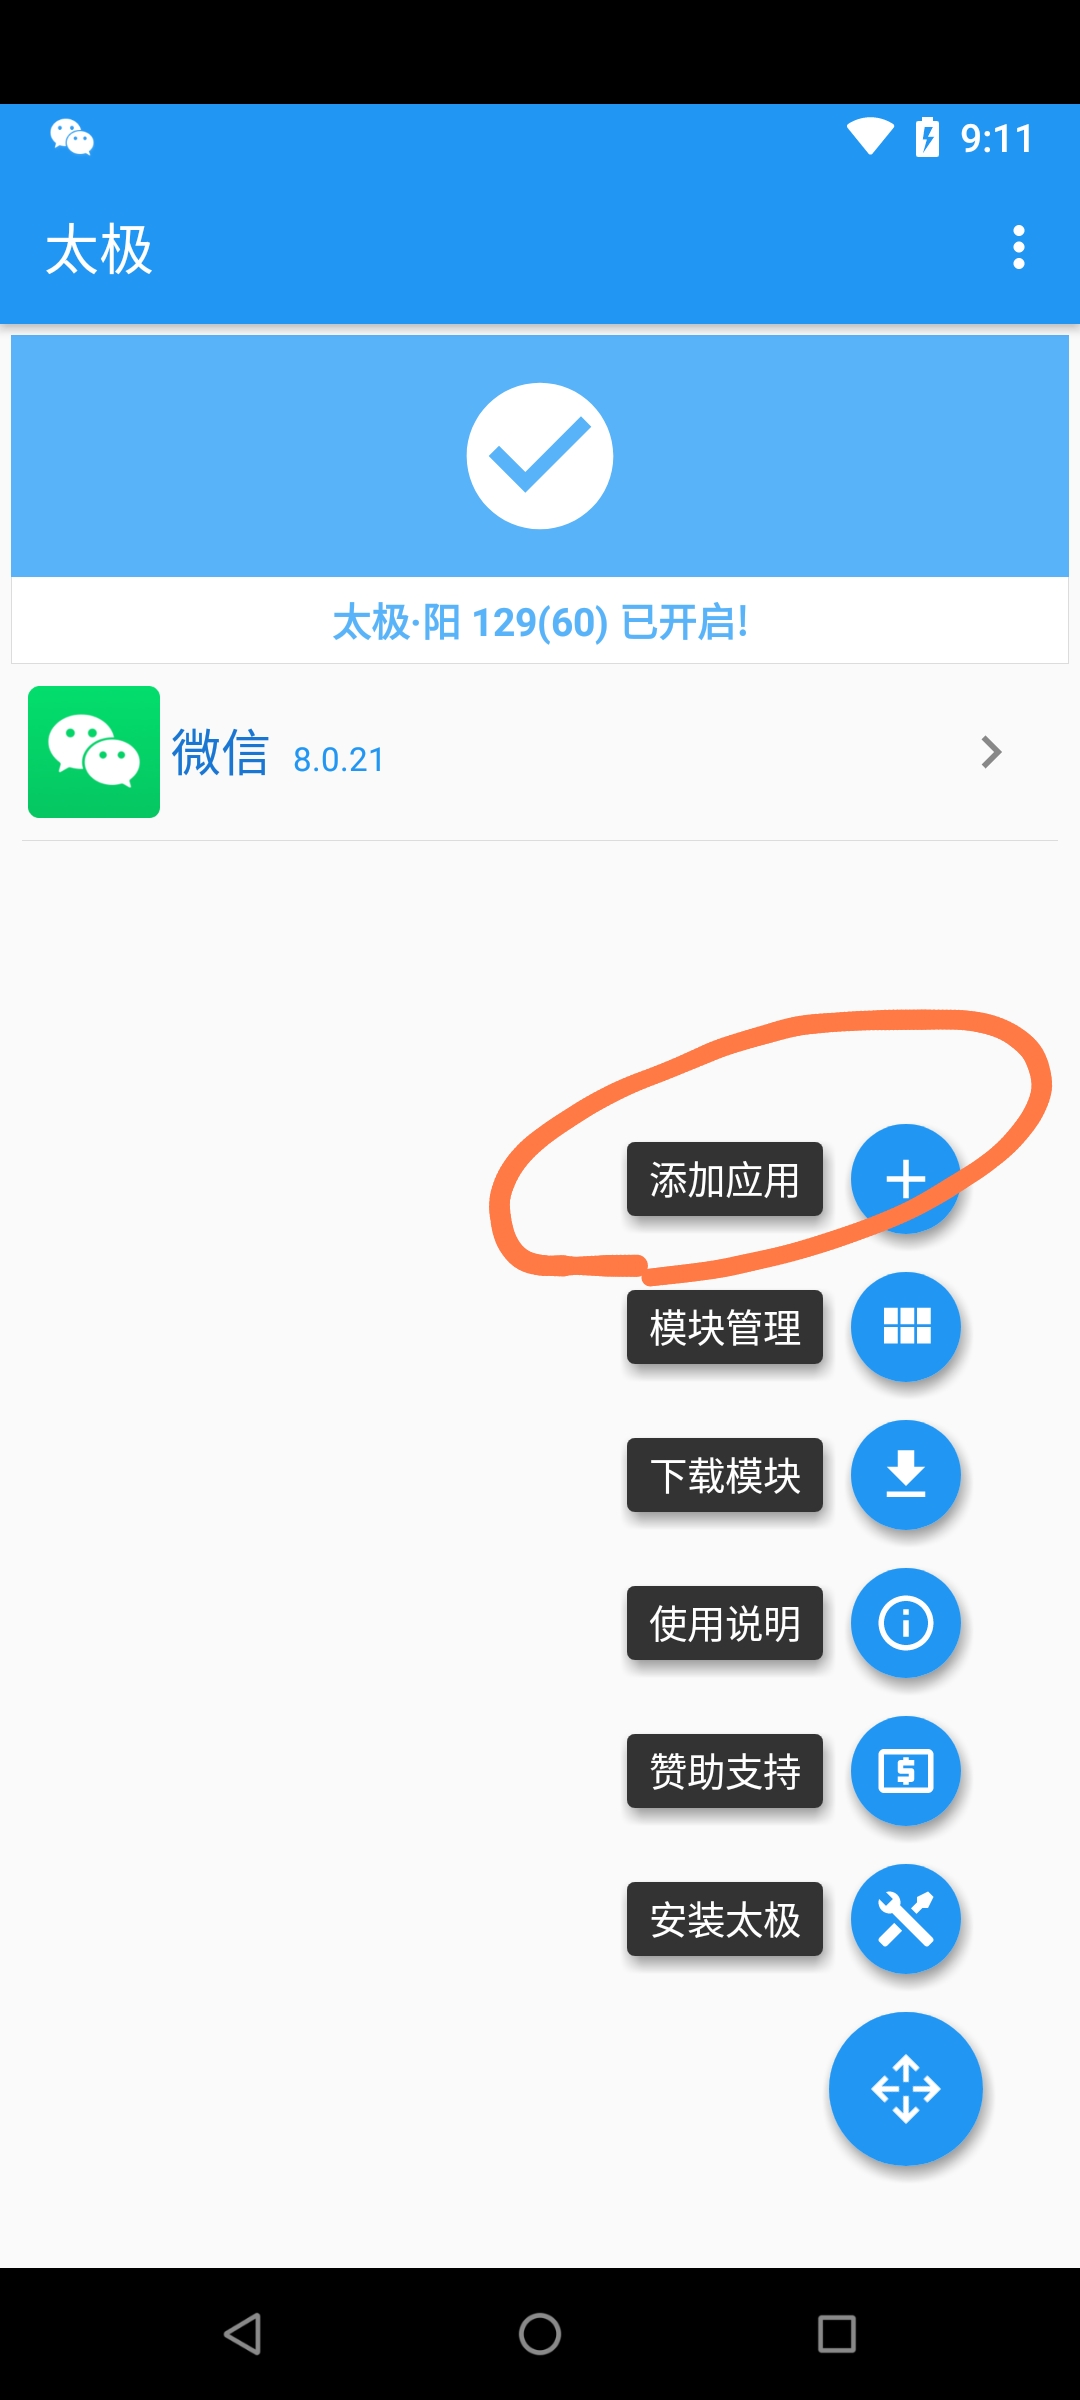 9:11
太极
太极·阳 129(60) 已开启!
微信 8.0.21
添加应用
模块管理
下载模块
使用说明
赞助支持
安装太极